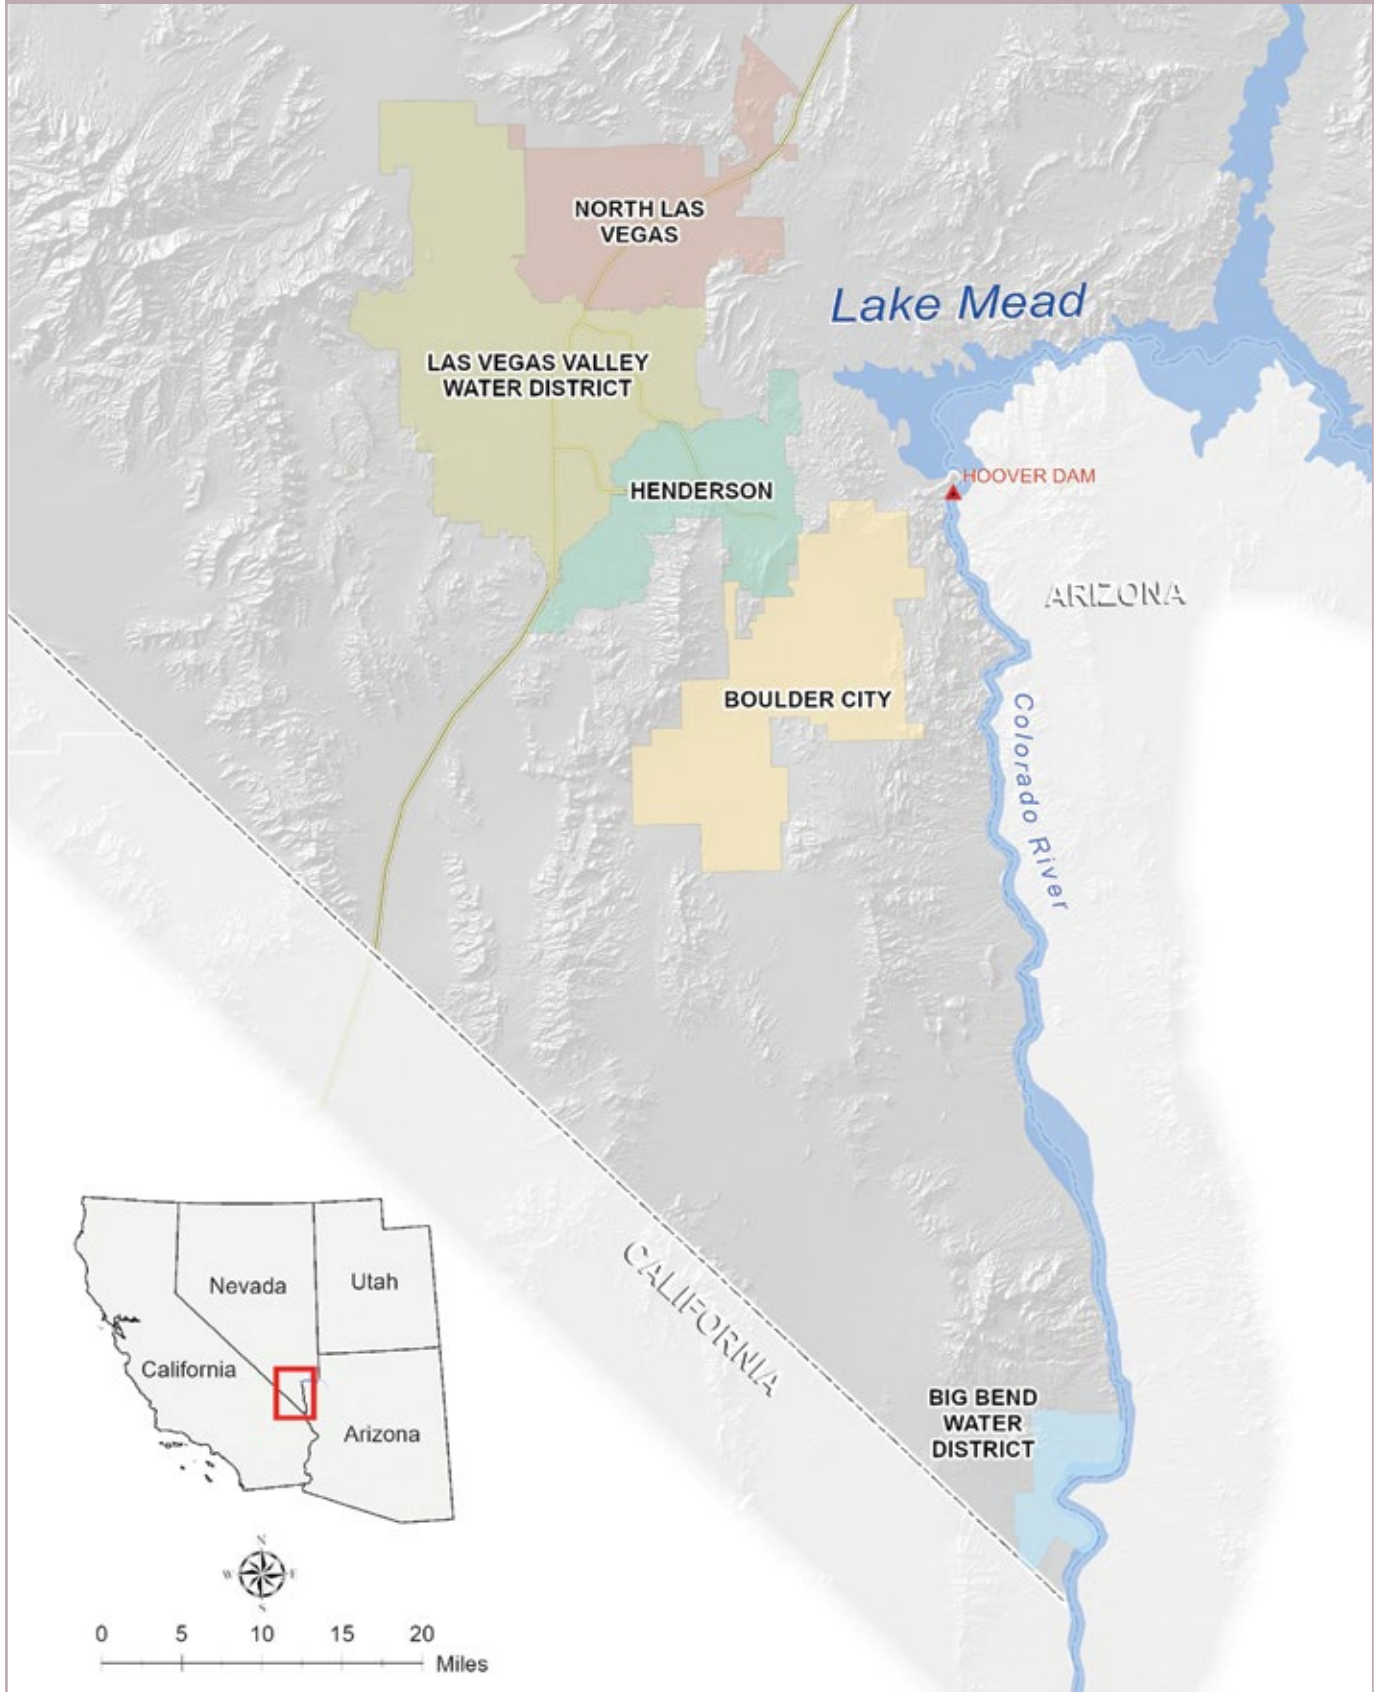 NORTH LAS
VEGAS
Lake Mead
LAS VEGAS VALLEY
WATER DISTRICT
HOOVER DAM
HENDERSON
ARIZONA
BOULDER CITY
Colorado River
CALIFORNIA
Nevada
Utah
California
Arizona
BIG BEND
WATER
DISTRICT
N
W E
S
0 5 10 15 20
Miles